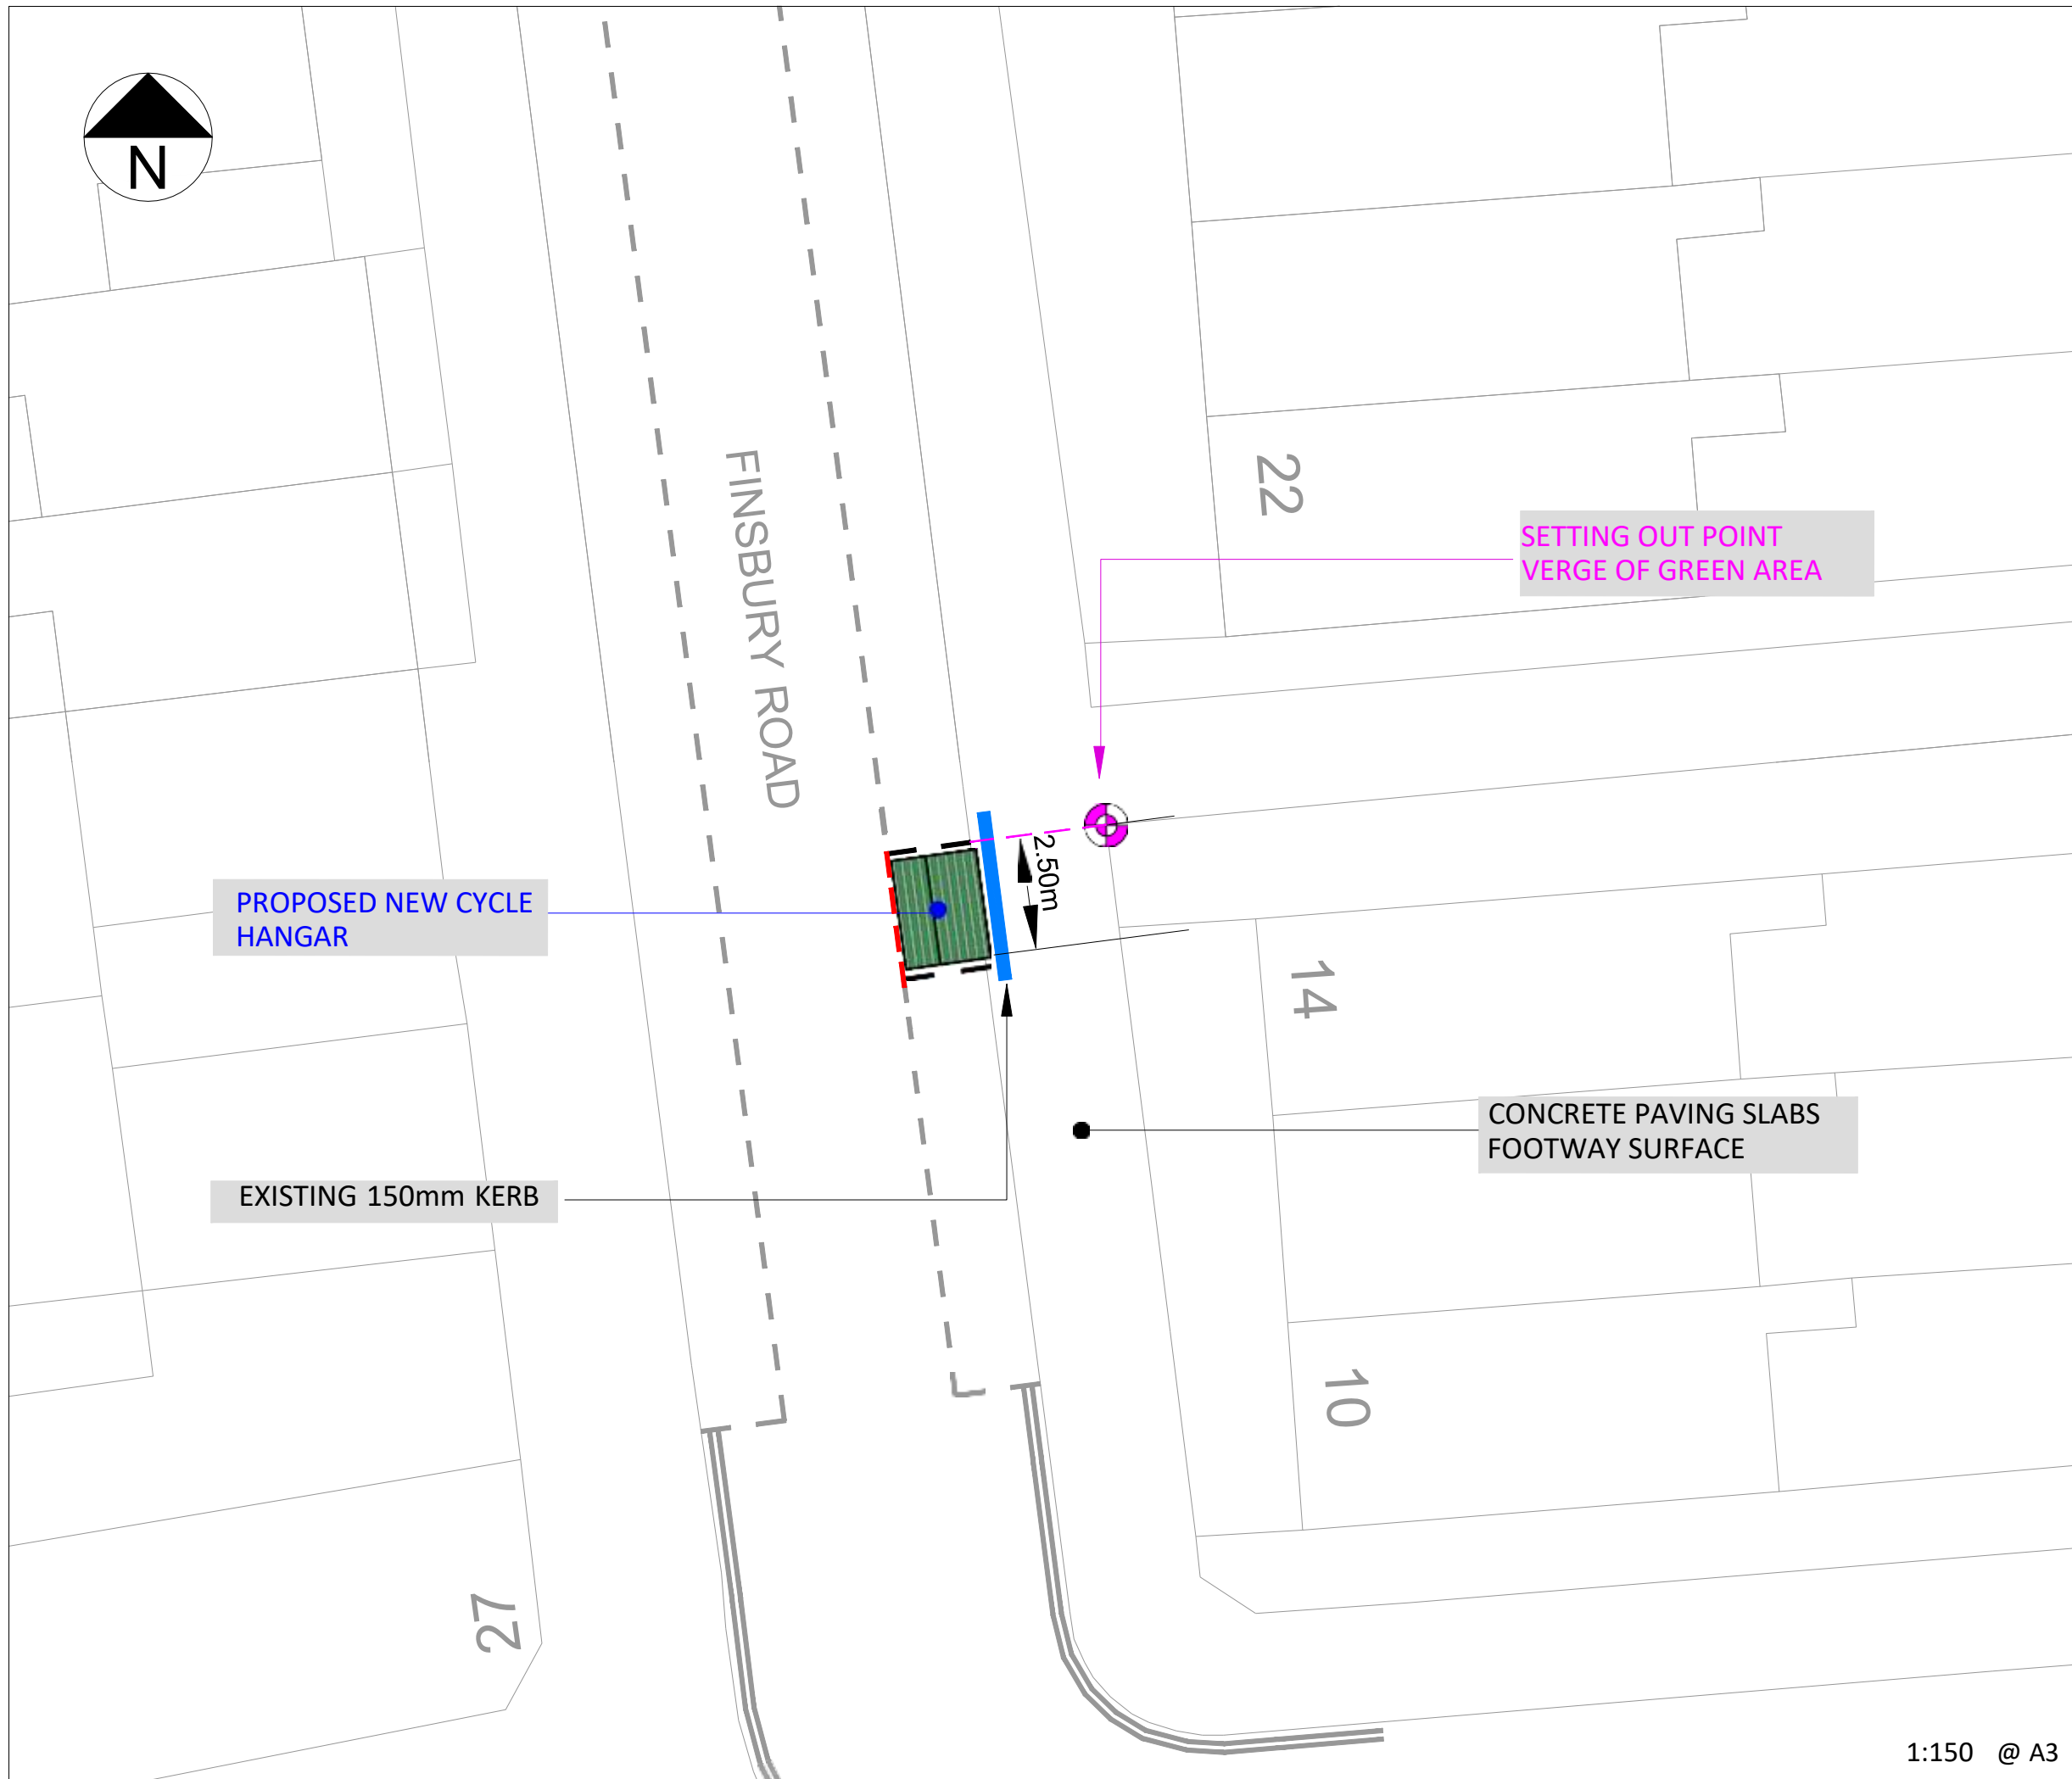 N
22
FINSBURY ROAD
SETTING OUT POINT
VERGE OF GREEN AREA
2.50m
PROPOSED NEW CYCLE
HANGAR
14
CONCRETE PAVING SLABS
FOOTWAY SURFACE
EXISTING 150mm KERB
10
27
1:150 @ A3